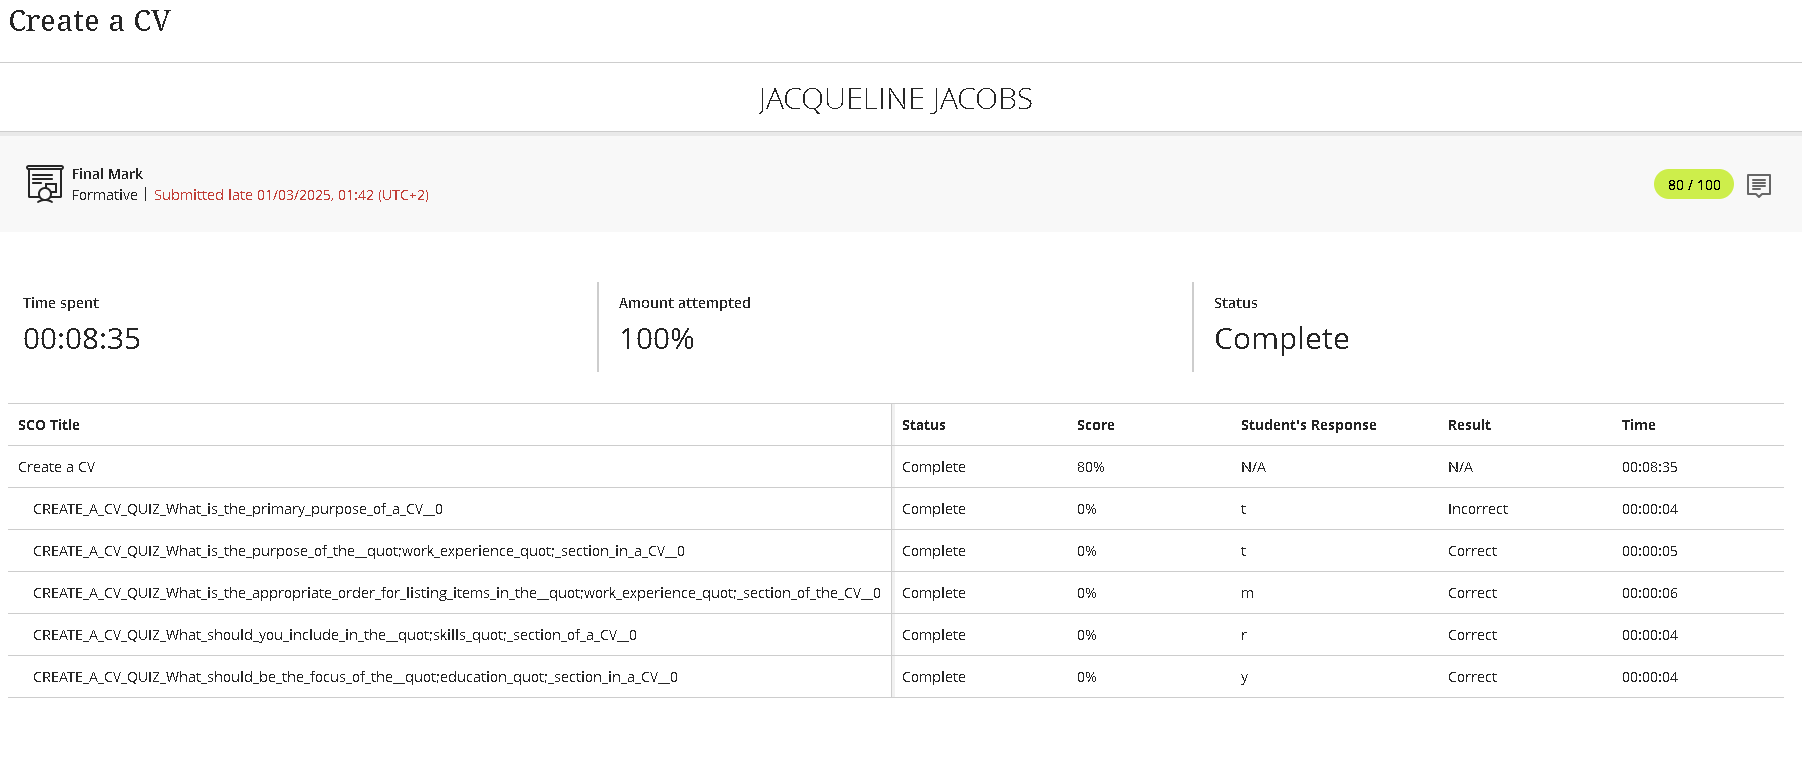 Create a CV
JACQUELINE JACOBS
Final Mark
Formative | Submitted late 01/03/2025, 01:42 (UTC+2)
80 / 100
Time spent
00:08:35
Amount attempted
100%
Status
Complete
SCO Title Status Score Student's Response Result Time
Create a CV Complete 80% N/A N/A 00:08:35
CREATE_A_CV_QUIZ_What_is_the_primary_purpose_of_a_CV__0 Complete 0% t Incorrect 00:00:04
CREATE_A_CV_QUIZ_What_is_the_purpose_of_the__quot;work_experience_quot;_section_in_a_CV__0 Complete 0% t Correct 00:00:05
CREATE_A_CV_QUIZ_What_is_the_appropriate_order_for_listing_items_in_the__quot;work_experience_quot;_section_of_the_CV__0 Complete 0% m Correct 00:00:06
CREATE_A_CV_QUIZ_What_should_you_include_in_the__quot;skills_quot;_section_of_a_CV__0 Complete 0% r Correct 00:00:04
CREATE_A_CV_QUIZ_What_should_be_the_focus_of_the__quot;education_quot;_section_in_a_CV__0 Complete 0% y Correct 00:00:04